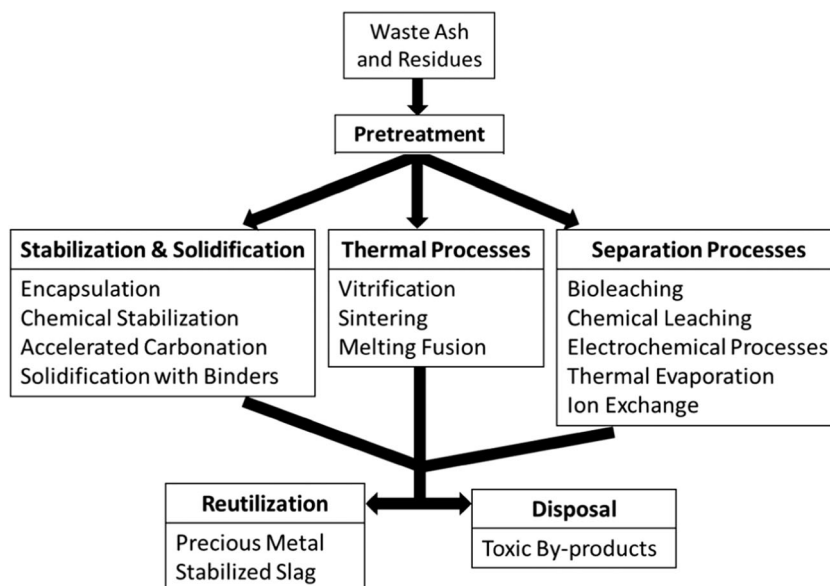 Waste Ash
and Residues
Pretreatment
Stabilization & Solidification
Encapsulation
Chemical Stabilization
Accelerated Carbonation
Solidification with Binders
Thermal Processes
Vitrification
Sintering
Melting Fusion
Separation Processes
Bioleaching
Chemical Leaching
Electrochemical Processes
Thermal Evaporation
Ion Exchange
Reutilization
Precious Metal
Stabilized Slag
Disposal
Toxic By-products